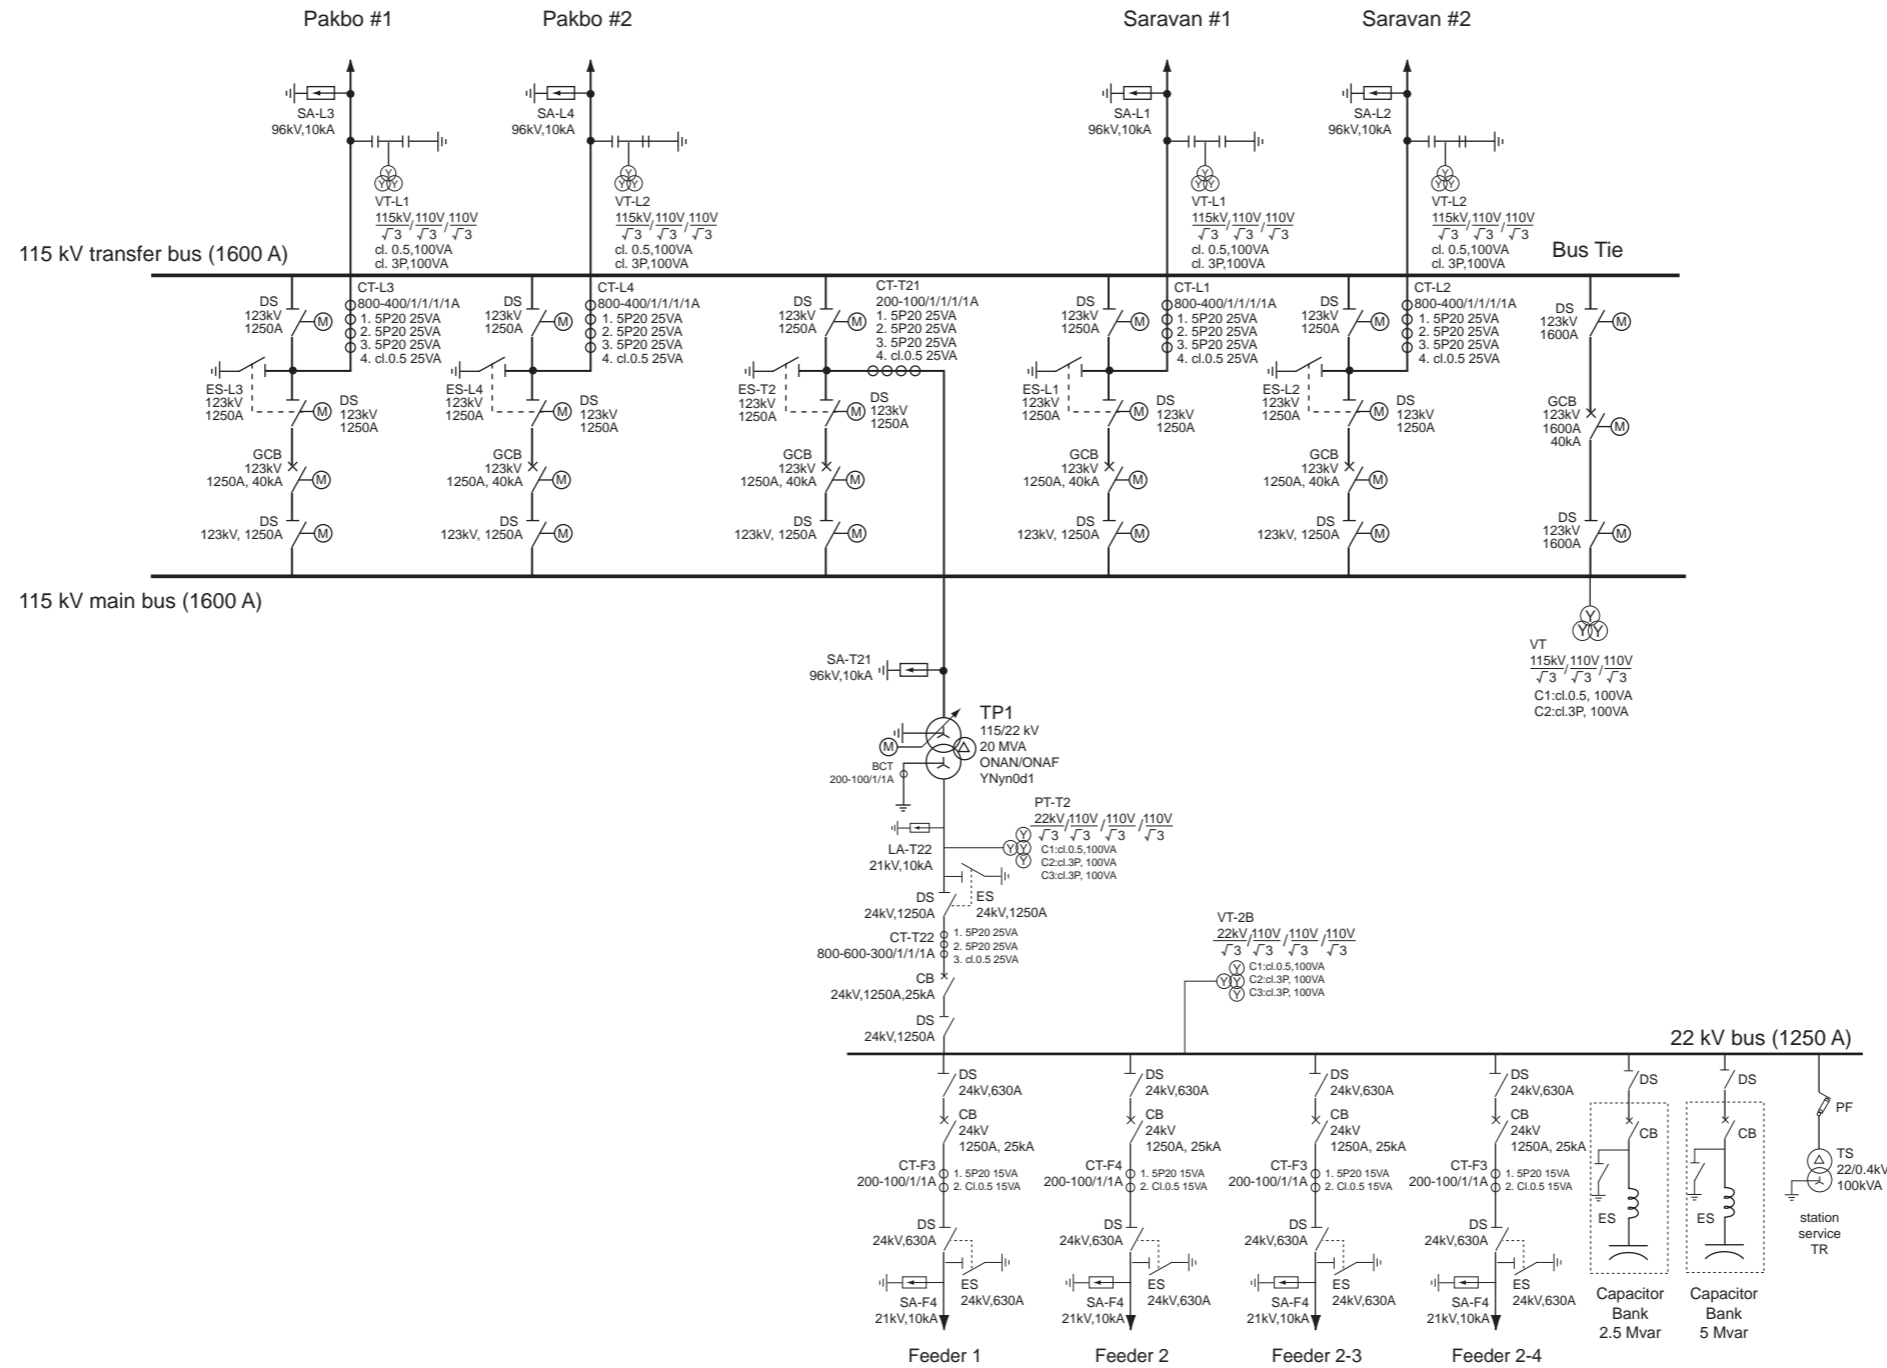 Pakbo #1
Pakbo #2
Saravan #1
Saravan #2
SA-L3
96kV,10kA
SA-L4
96kV,10kA
SA-L1
96kV,10kA
SA-L2
96kV,10kA
Y
YY
VT-L1
115kV/110V/110V
√3 √3 √3
cl. 0.5,100VA
cl. 3P,100VA
Y
YY
VT-L2
115kV/110V/110V
√3 √3 √3
cl. 0.5,100VA
cl. 3P,100VA
Y
YY
VT-L1
115kV/110V/110V
√3 √3 √3
cl. 0.5,100VA
cl. 3P,100VA
Y
YY
VT-L2
115kV/110V/110V
√3 √3 √3
cl. 0.5,100VA
cl. 3P,100VA
115 kV transfer bus (1600 A)
Bus Tie
DS
123kV
1250A
M
CT-L3
800-400/1/1/1/1A
1. 5P20 25VA
2. 5P20 25VA
3. 5P20 25VA
4. cl.0.5 25VA
ES-L3
123kV
1250A
M
DS
123kV
1250A
GCB
123kV
1250A, 40kA
M
DS
123kV, 1250A
M
DS
123kV
1250A
M
CT-L4
800-400/1/1/1/1A
1. 5P20 25VA
2. 5P20 25VA
3. 5P20 25VA
4. cl.0.5 25VA
ES-L4
123kV
1250A
M
DS
123kV
1250A
GCB
123kV
1250A, 40kA
M
DS
123kV, 1250A
M
DS
123kV
1250A
M
CT-T21
200-100/1/1/1/1A
1. 5P20 25VA
2. 5P20 25VA
3. 5P20 25VA
4. cl.0.5 25VA
ES-T2
123kV
1250A
M
DS
123kV
1250A
GCB
123kV
1250A, 40kA
M
DS
123kV, 1250A
M
DS
123kV
1250A
M
CT-L1
800-400/1/1/1/1A
1. 5P20 25VA
2. 5P20 25VA
3. 5P20 25VA
4. cl.0.5 25VA
ES-L1
123kV
1250A
M
DS
123kV
1250A
GCB
123kV
1250A, 40kA
M
DS
123kV, 1250A
M
DS
123kV
1250A
M
CT-L2
800-400/1/1/1/1A
1. 5P20 25VA
2. 5P20 25VA
3. 5P20 25VA
4. cl.0.5 25VA
ES-L2
123kV
1250A
M
DS
123kV
1250A
GCB
123kV
1250A, 40kA
M
DS
123kV, 1250A
M
DS
123kV
1600A
M
GCB
123kV
1600A
40kA
M
DS
123kV
1600A
M
115 kV main bus (1600 A)
Y
YY
VT
115kV/110V/110V
√3 √3 √3
C1:cl.0.5, 100VA
C2:cl.3P, 100VA
SA-T21
96kV,10kA
TP1
115/22 kV
20 MVA
ONAN/ONAF
YNyn0d1
M
BCT
200-100/1/1A
PT-T2
22kV/110V/110V/110V
√3 √3 √3 √3
Y
YY
Y
C1:cl.0.5,100VA
C2:cl.3P, 100VA
C3:cl.3P, 100VA
LA-T22
21kV,10kA
DS
24kV,1250A
ES
24kV,1250A
CT-T22
800-600-300/1/1/1A
1. 5P20 25VA
2. 5P20 25VA
3. cl.0.5 25VA
CB
24kV,1250A,25kA
DS
24kV,1250A
VT-2B
22kV/110V/110V/110V
√3 √3 √3 √3
Y
YY
Y
C1:cl.0.5,100VA
C2:cl.3P, 100VA
C3:cl.3P, 100VA
22 kV bus (1250 A)
DS
24kV,630A
CB
24kV
1250A, 25kA
CT-F3
200-100/1/1A
1. 5P20 15VA
2. Cl.0.5 15VA
DS
24kV,630A
ES
24kV,630A
SA-F4
21kV,10kA
Feeder 1
DS
24kV,630A
CB
24kV
1250A, 25kA
CT-F4
200-100/1/1A
1. 5P20 15VA
2. Cl.0.5 15VA
DS
24kV,630A
ES
24kV,630A
SA-F4
21kV,10kA
Feeder 2
DS
24kV,630A
CB
24kV
1250A, 25kA
CT-F3
200-100/1/1A
1. 5P20 15VA
2. Cl.0.5 15VA
DS
24kV,630A
ES
24kV,630A
SA-F4
21kV,10kA
Feeder 2-3
DS
24kV,630A
CB
24kV
1250A, 25kA
CT-F3
200-100/1/1A
1. 5P20 15VA
2. Cl.0.5 15VA
DS
24kV,630A
ES
24kV,630A
SA-F4
21kV,10kA
Feeder 2-4
DS
CB
ES
Capacitor
Bank
2.5 Mvar
DS
CB
ES
Capacitor
Bank
5 Mvar
PF
TS
22/0.4kV
100kVA
station
service
TR